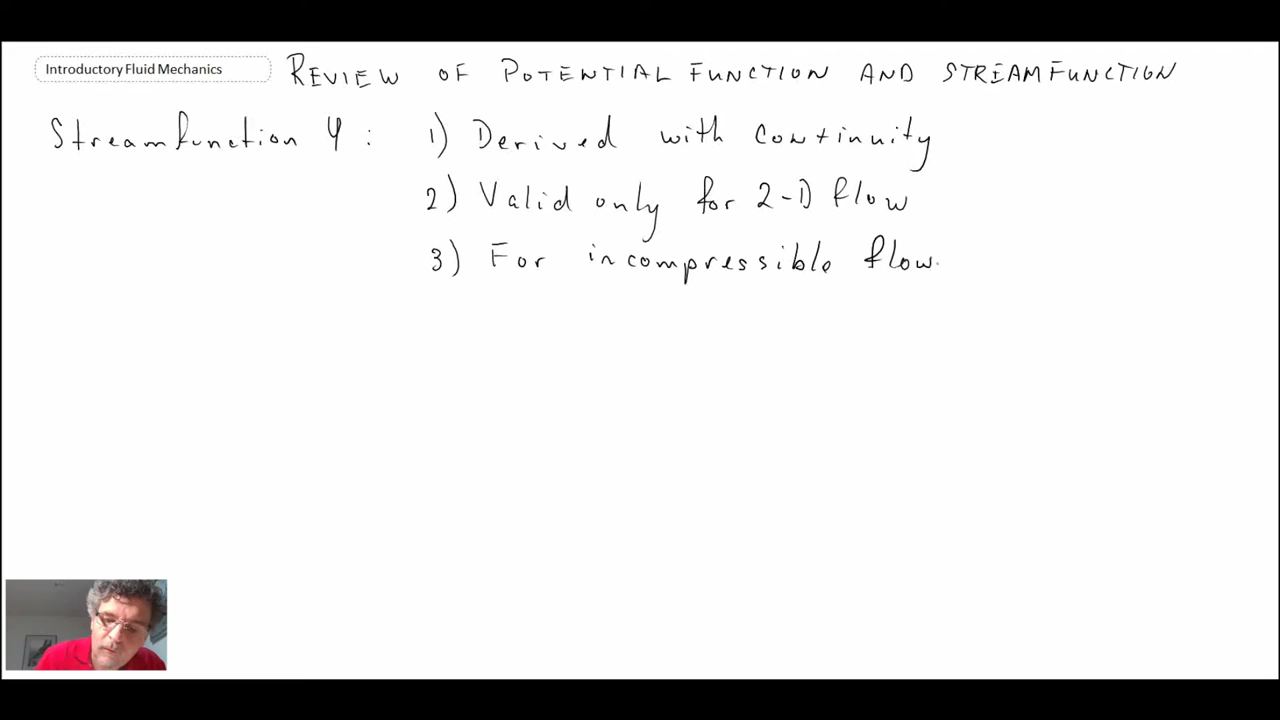 Introductory Fluid Mechanics
REVIEW OF POTENTIAL FUNCTION AND STREAMFUNCTION
Streamfunction Ψ : 1) Derived with continuity
2) Valid only for 2-D flow
3) For incompressible flow.